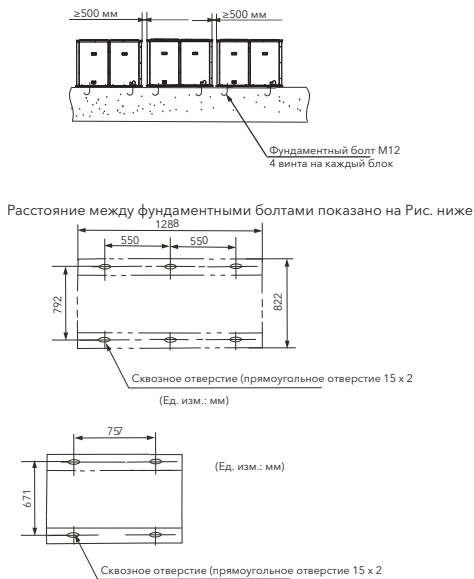 ≥500 мм ≥500 мм
Фундаментный болт M12
4 винта на каждый блок
Расстояние между фундаментными болтами показано на Рис. ниже
1288
550 550
792
822
Сквозное отверстие (прямоугольное отверстие 15 x 2
(Ед. изм.: мм)
757
(Ед. изм.: мм)
671
Сквозное отверстие (прямоугольное отверстие 15 x 2